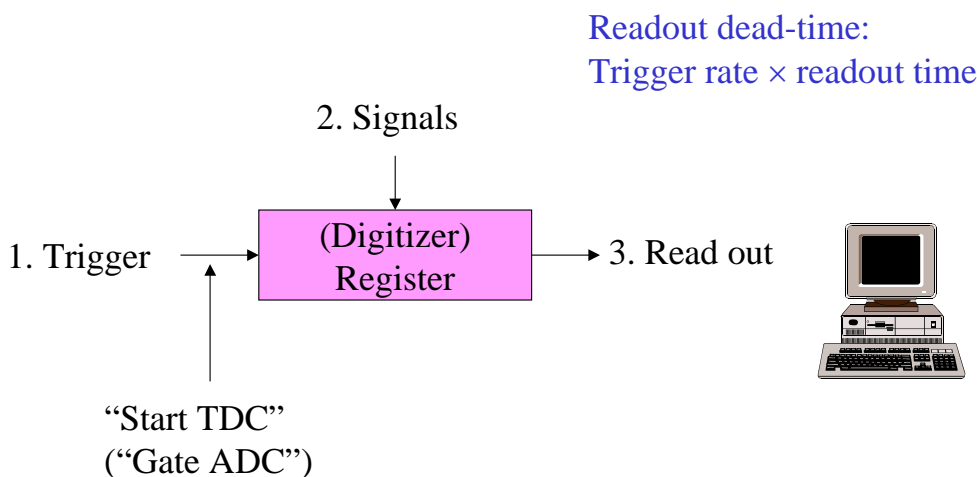 Readout dead-time:
Trigger rate × readout time
2. Signals
1. Trigger
(Digitizer)
Register
3. Read out
“Start TDC”
(“Gate ADC”)